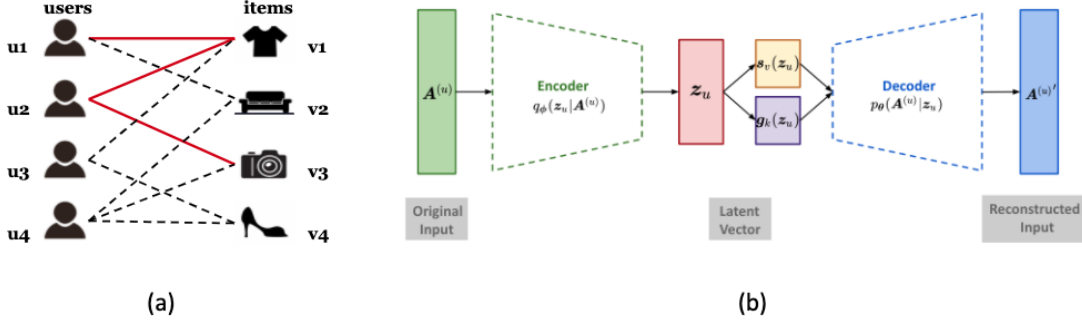 users items
u1 v1
u2 v2
u3 v3
u4 v4
(a)
A^(u)
Encoder
q_ϕ(z_u|A^(u))
z_u
s_v(z_u)
g_k(z_u)
Decoder
p_θ(A^(u)|z_u)
A^(u)′
Original
Input
Latent
Vector
Reconstructed
Input
(b)